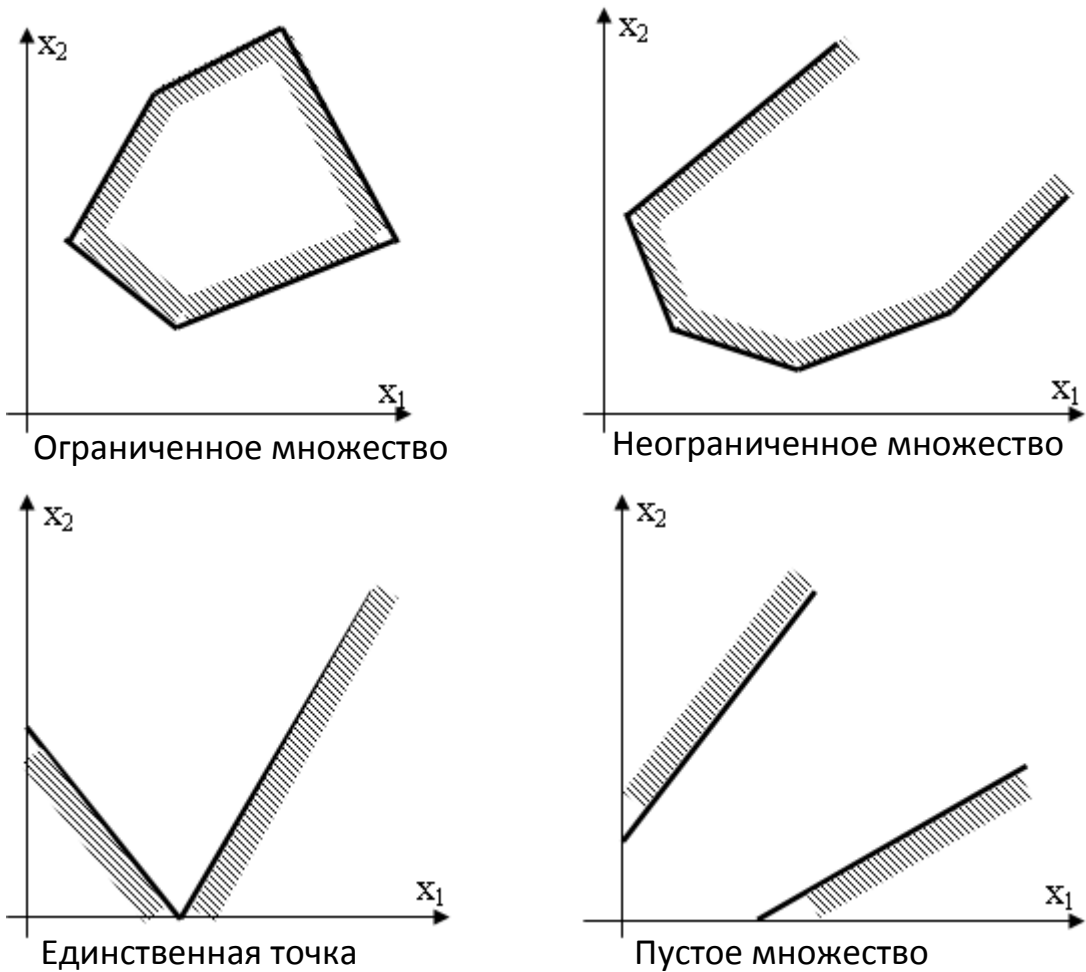 x₂
x₁
Ограниченное множество
x₂
x₁
Неограниченное множество
x₂
x₁
Единственная точка
x₂
x₁
Пустое множество